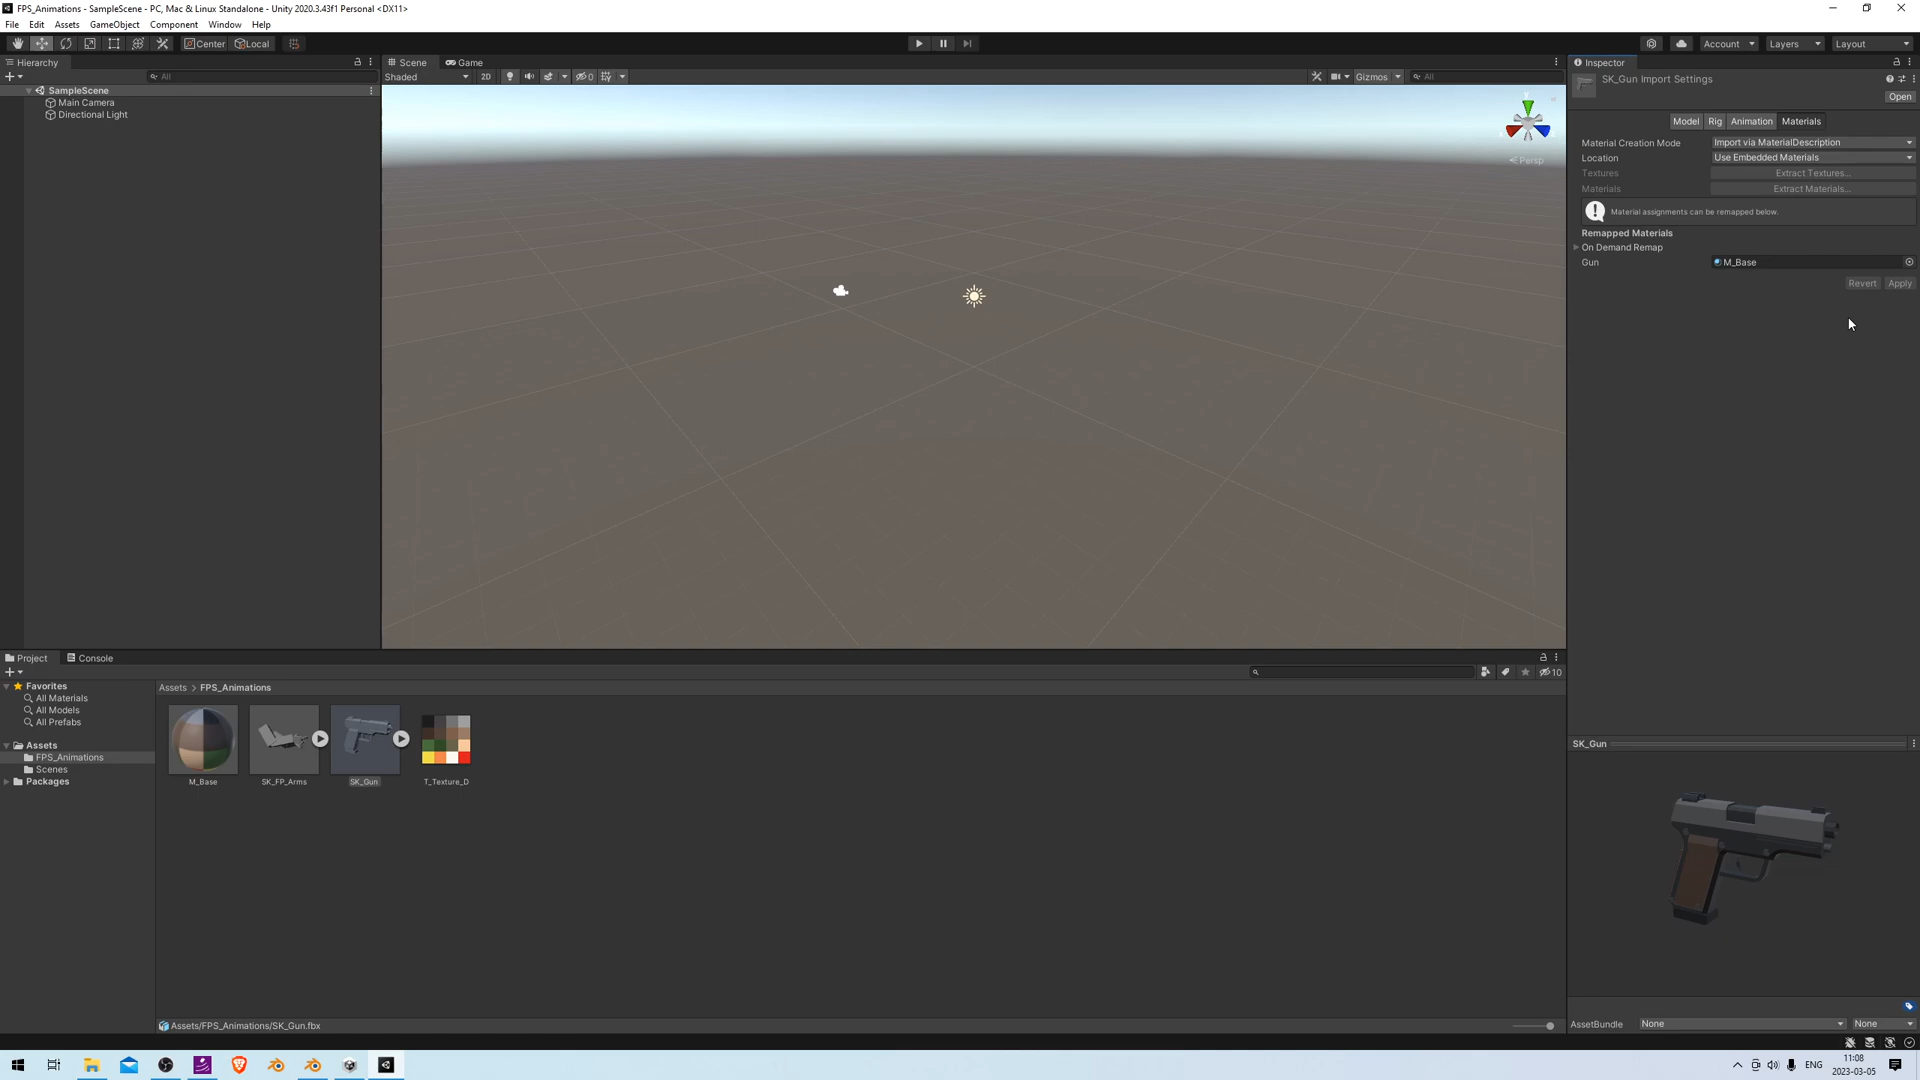 FPS_Animations - SampleScene - PC, Mac & Linux Standalone - Unity 2020.3.43f1 Personal <DX11>
File Edit Assets GameObject Component Window Help
Center Local
Account Layers Layout
Hierarchy
All
SampleScene
Main Camera
Directional Light
Scene Game
Shaded 2D 0 Gizmos All
Persp
Inspector
SK_Gun Import Settings
Open
Model Rig Animation Materials
Material Creation Mode Import via MaterialDescription
Location Use Embedded Materials
Textures Extract Textures...
Materials Extract Materials...
Material assignments can be remapped below.
Remapped Materials
On Demand Remap
Gun M_Base
Revert Apply
Project Console
10
Favorites
All Materials
All Models
All Prefabs
Assets
FPS_Animations
Scenes
Packages
Assets > FPS_Animations
M_Base SK_FP_Arms SK_Gun T_Texture_D
Assets/FPS_Animations/SK_Gun.fbx
SK_Gun
AssetBundle None None
ENG
11:08
2023-03-05